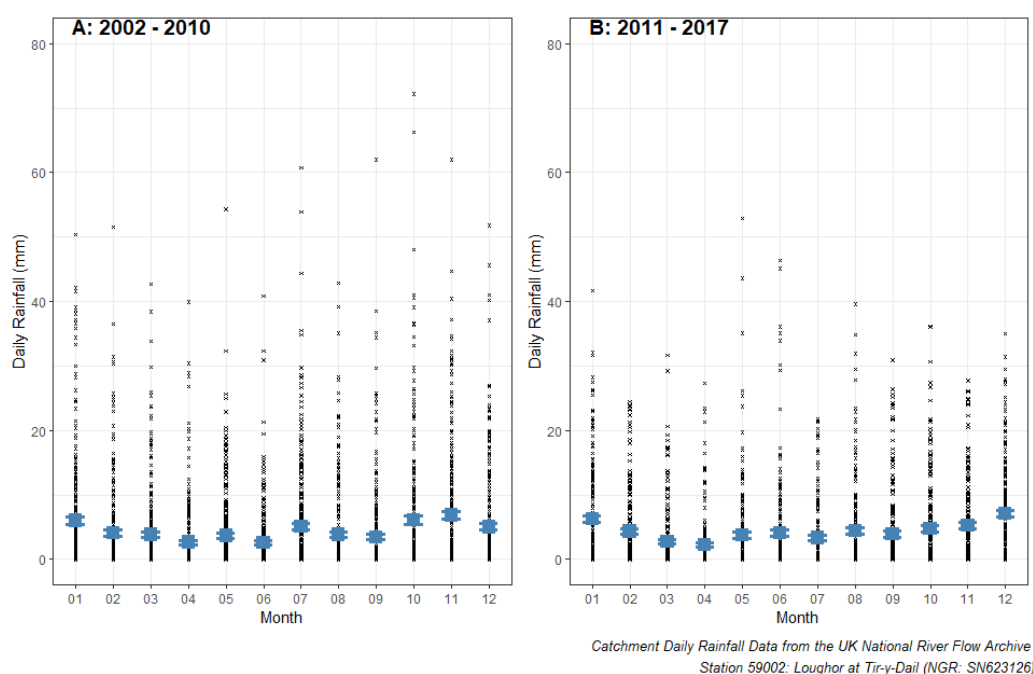 A: 2002 - 2010
B: 2011 - 2017
Daily Rainfall (mm)
80
60
40
20
0
01 02 03 04 05 06 07 08 09 10 11 12
Month
Daily Rainfall (mm)
80
60
40
20
0
01 02 03 04 05 06 07 08 09 10 11 12
Month
Catchment Daily Rainfall Data from the UK National River Flow Archive
Station 59002: Loughor at Tir-y-Dail (NGR: SN623126)